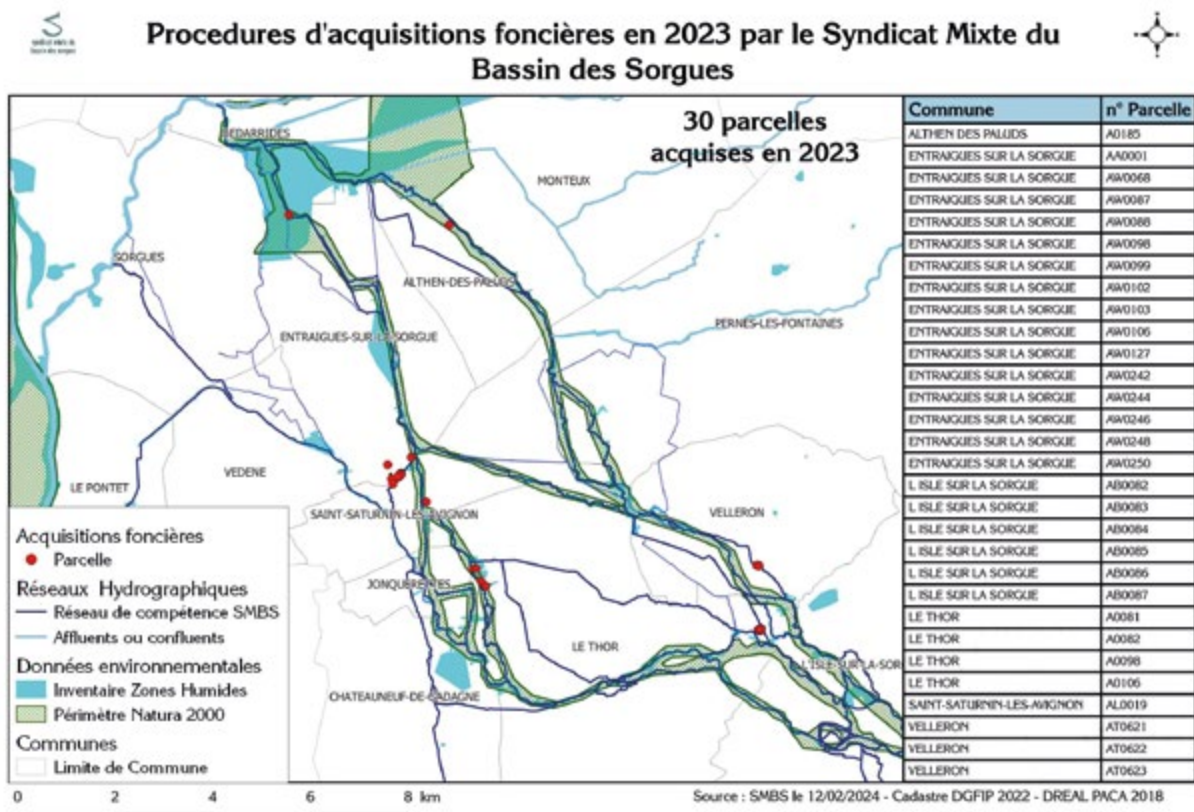 Procedures d'acquisitions foncières en 2023 par le Syndicat Mixte du
Bassin des Sorgues
30 parcelles
acquises en 2023
BEDARRIDES
MONTEUX
SORGUES
ALTHEN-DES-PALUDS
ENTRAIGUES-SUR-LA-SORGUE
PERNES-LES-FONTAINES
LE PONTET
VEDENE
SAINT-SATURNIN-LES-AVIGNON
VELLERON
JONQUERETTES
LE THOR
L'ISLE-SUR-LA-SOR
CHATEAUNEUF-DE-GADAGNE
Acquisitions foncières
Parcelle
Réseaux Hydrographiques
Réseau de compétence SMBS
Affluents ou confluents
Données environnementales
Inventaire Zones Humides
Périmètre Natura 2000
Communes
Limite de Commune
Commune n° Parcelle
ALTHEN DES PALUDS A0185
ENTRAIGUES SUR LA SORGUE AA0001
ENTRAIGUES SUR LA SORGUE AW0068
ENTRAIGUES SUR LA SORGUE AW0087
ENTRAIGUES SUR LA SORGUE AW0088
ENTRAIGUES SUR LA SORGUE AW0098
ENTRAIGUES SUR LA SORGUE AW0099
ENTRAIGUES SUR LA SORGUE AW0102
ENTRAIGUES SUR LA SORGUE AW0103
ENTRAIGUES SUR LA SORGUE AW0106
ENTRAIGUES SUR LA SORGUE AW0127
ENTRAIGUES SUR LA SORGUE AW0242
ENTRAIGUES SUR LA SORGUE AW0244
ENTRAIGUES SUR LA SORGUE AW0246
ENTRAIGUES SUR LA SORGUE AW0248
ENTRAIGUES SUR LA SORGUE AW0250
L ISLE SUR LA SORGUE AB0082
L ISLE SUR LA SORGUE AB0083
L ISLE SUR LA SORGUE AB0084
L ISLE SUR LA SORGUE AB0085
L ISLE SUR LA SORGUE AB0086
L ISLE SUR LA SORGUE AB0087
LE THOR A0081
LE THOR A0082
LE THOR A0098
LE THOR A0106
SAINT-SATURNIN-LES-AVIGNON AL0019
VELLERON AT0621
VELLERON AT0622
VELLERON AT0623
0 2 4 6 8 km
Source : SMBS le 12/02/2024 - Cadastre DGFIP 2022 - DREAL PACA 2018